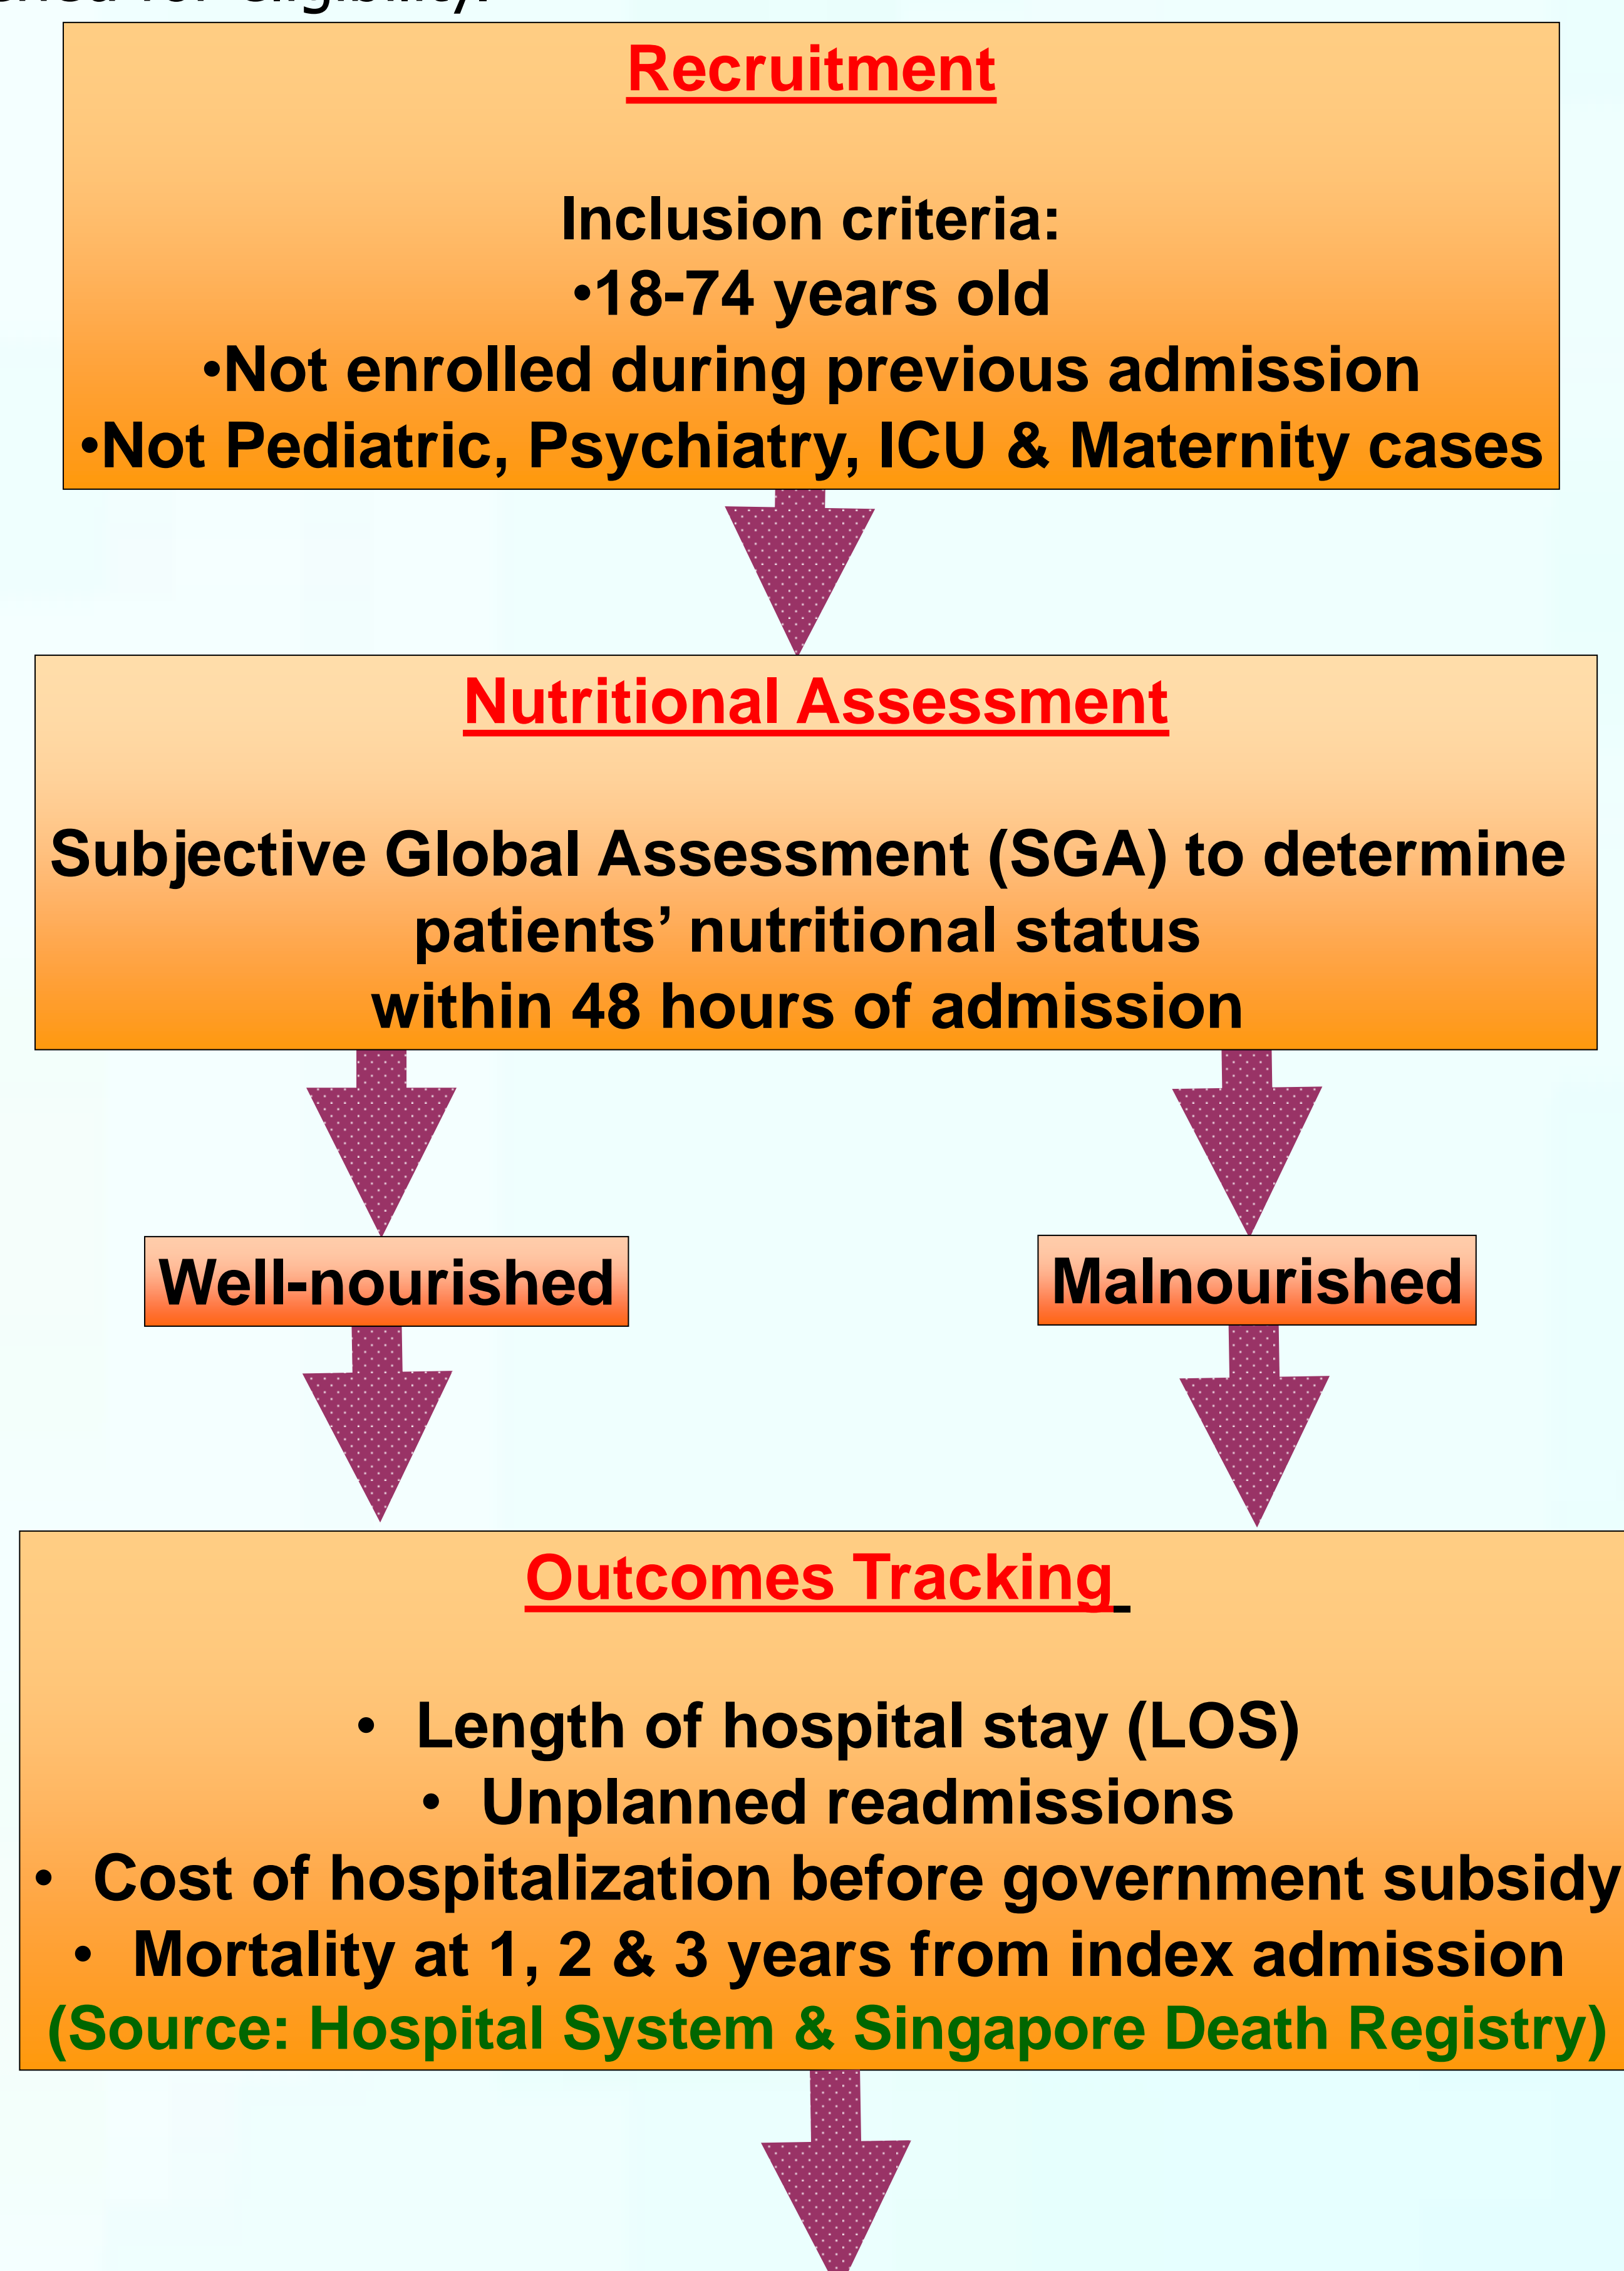 for eligibility.
Recruitment
Inclusion criteria:
•18-74 years old
•Not enrolled during previous admission
•Not Pediatric, Psychiatry, ICU & Maternity cases
Nutritional Assessment
Subjective Global Assessment (SGA) to determine
patients’ nutritional status
within 48 hours of admission
Well-nourished
Malnourished
Outcomes Tracking
• Length of hospital stay (LOS)
• Unplanned readmissions
• Cost of hospitalization before government subsidy
• Mortality at 1, 2 & 3 years from index admission
(Source: Hospital System & Singapore Death Registry)